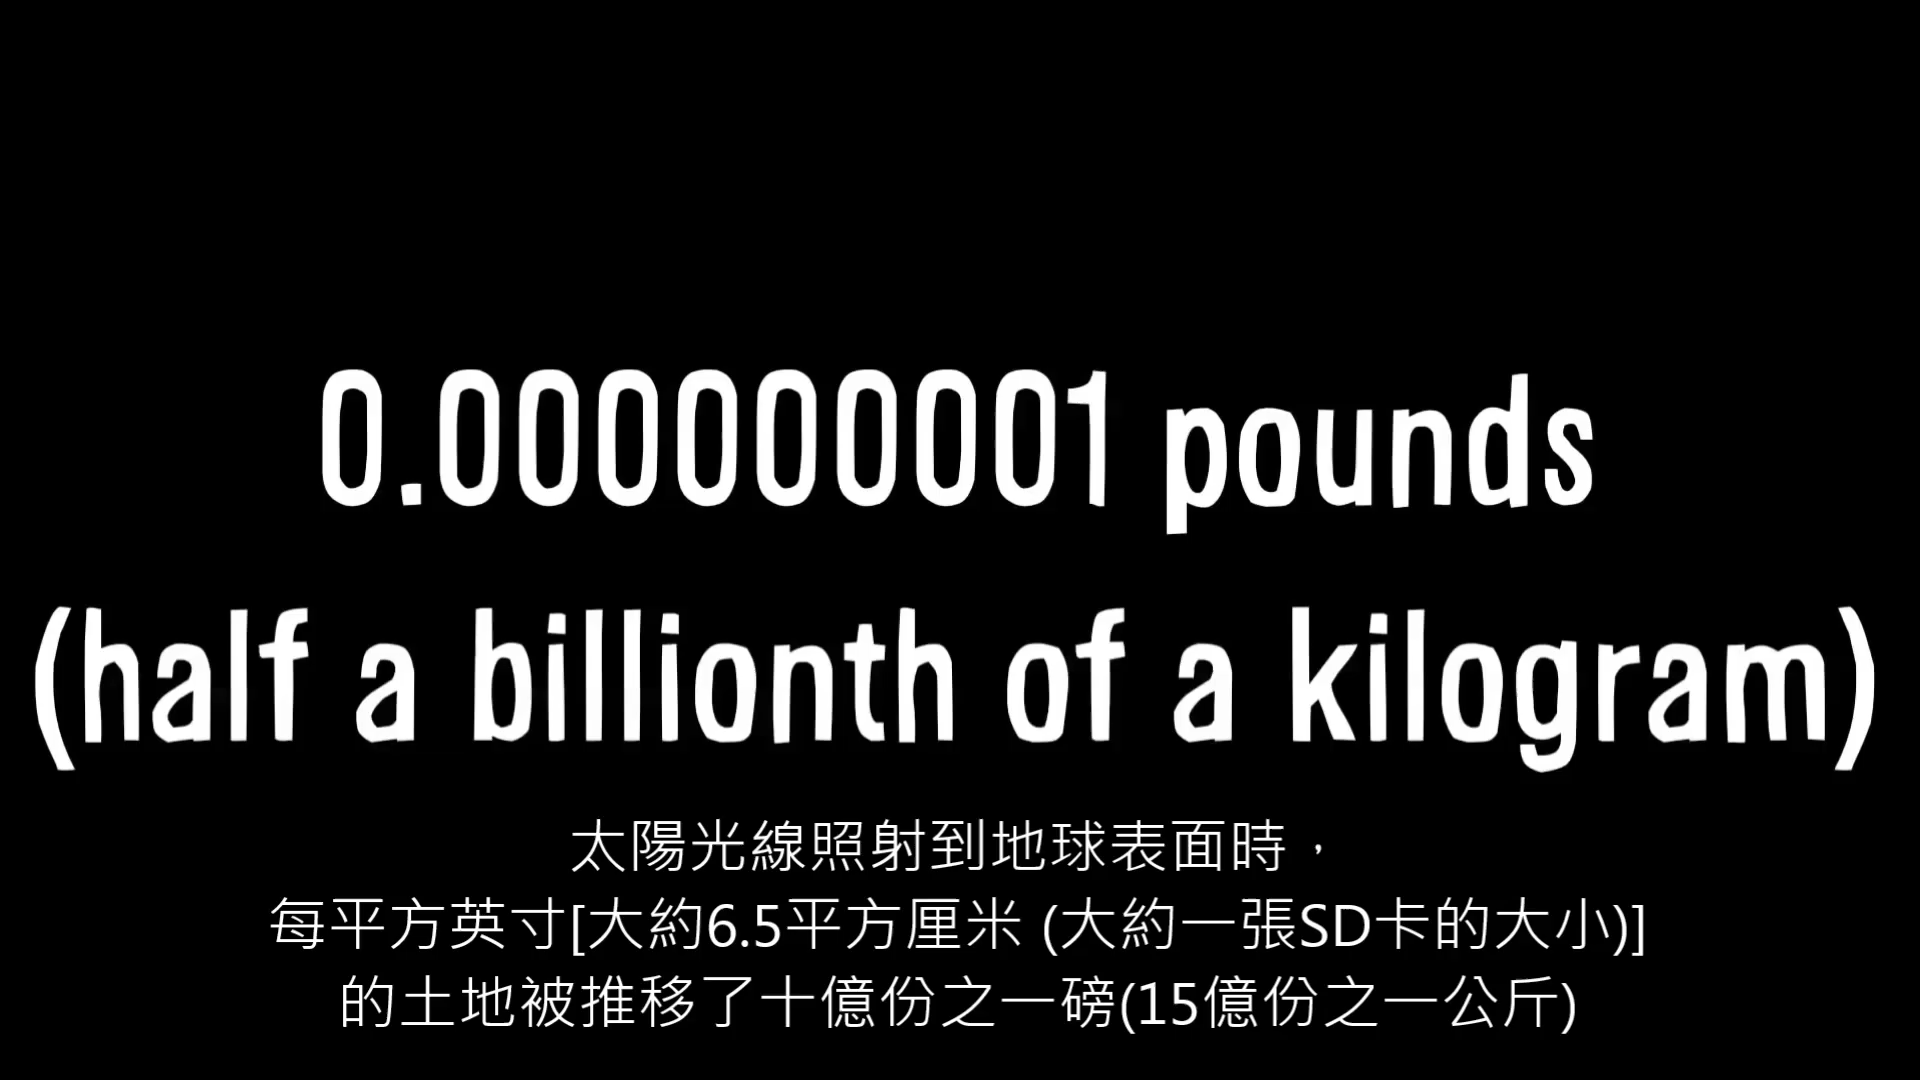 0.000000001 pounds
(half a billionth of a kilogram)
太陽光線照射到地球表面時，
每平方英寸[大約6.5平方厘米 (大約一張SD卡的大小)]
的土地被推移了十億份之一磅(15億份之一公斤)